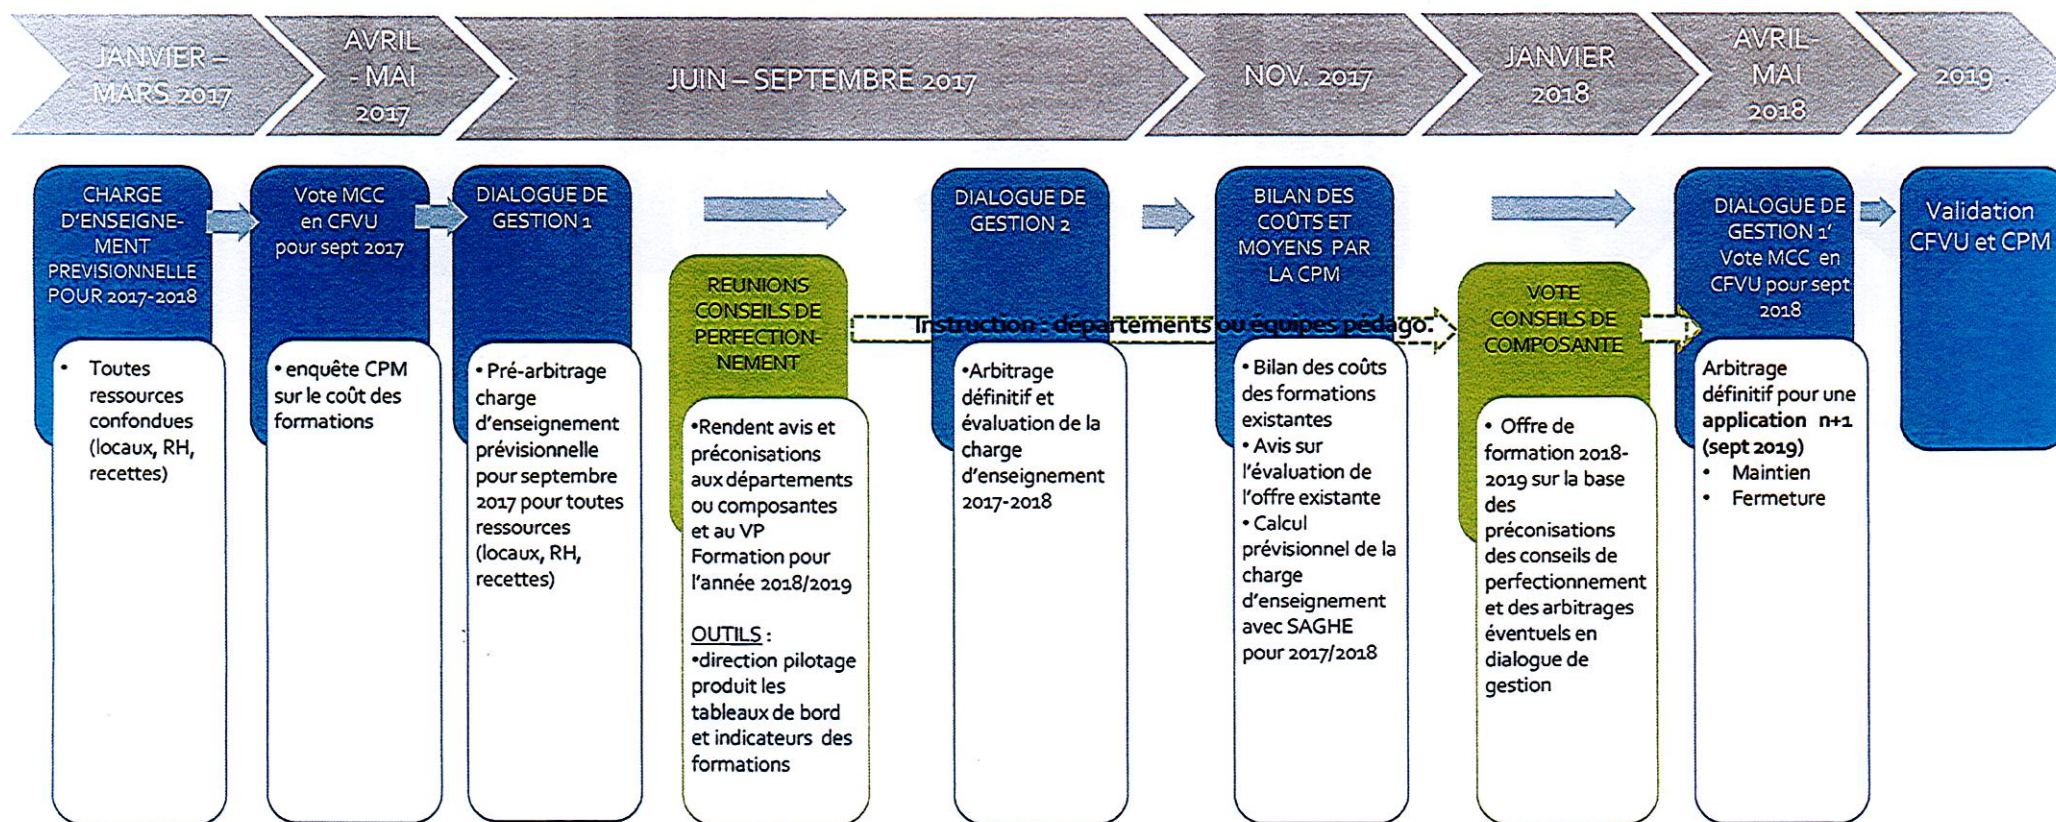 JANVIER –
MARS 2017
AVRIL
- MAI
2017
JUIN – SEPTEMBRE 2017
NOV. 2017
JANVIER
2018
AVRIL-
MAI
2018
2019
CHARGE
D'ENSEIGNE-
MENT
PREVISIONNELLE
POUR 2017-2018
• Toutes
ressources
confondues
(locaux, RH,
recettes)
Vote MCC
en CFVU
pour sept 2017
• enquête CPM
sur le coût des
formations
DIALOGUE DE
GESTION 1
• Pré-arbitrage
charge
d'enseignement
prévisionnelle
pour septembre
2017 pour toutes
ressources
(locaux, RH,
recettes)
REUNIONS
CONSEILS DE
PERFECTION-
NEMENT
•Rendent avis et
préconisations
aux départements
ou composantes
et au VP
Formation pour
l'année 2018/2019
OUTILS :
•direction pilotage
produit les
tableaux de bord
et indicateurs des
formations
Instruction : départements ou équipes pédago.
DIALOGUE DE
GESTION 2
•Arbitrage
définitif et
évaluation de la
charge
d'enseignement
2017-2018
BILAN DES
COÛTS ET
MOYENS PAR
LA CPM
• Bilan des coûts
des formations
existantes
• Avis sur
l'évaluation de
l'offre existante
• Calcul
prévisionnel de la
charge
d'enseignement
avec SAGHE
pour 2017/2018
VOTE
CONSEILS DE
COMPOSANTE
• Offre de
formation 2018-
2019 sur la base
des
préconisations
des conseils de
perfectionnement
et des arbitrages
éventuels en
dialogue de
gestion
DIALOGUE DE
GESTION 1'
Vote MCC en
CFVU pour sept
2018
Arbitrage
définitif pour une
application n+1
(sept 2019)
• Maintien
• Fermeture
Validation
CFVU et CPM